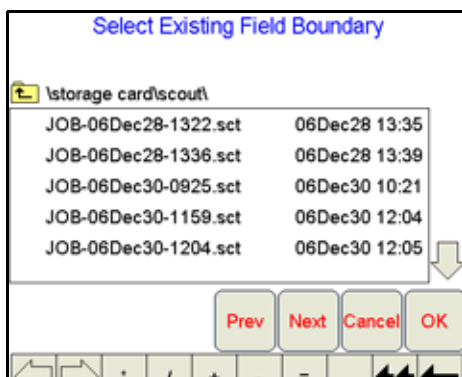 Select Existing Field Boundary
\storage card\scout\
JOB-06Dec28-1322.sct 06Dec28 13:35
JOB-06Dec28-1336.sct 06Dec28 13:39
JOB-06Dec30-0925.sct 06Dec30 10:21
JOB-06Dec30-1159.sct 06Dec30 12:04
JOB-06Dec30-1204.sct 06Dec30 12:05
Prev Next Cancel OK